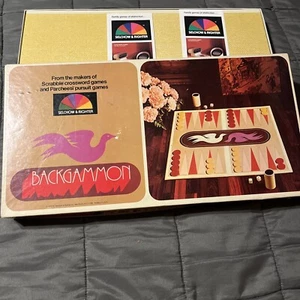 SELCHOW & RIGHTER
SELCHOW & RIGHTER
From the makers of
Scrabble crossword games
and Parcheesi pursuit games
SELCHOW & RIGHTER
BACKGAMMON